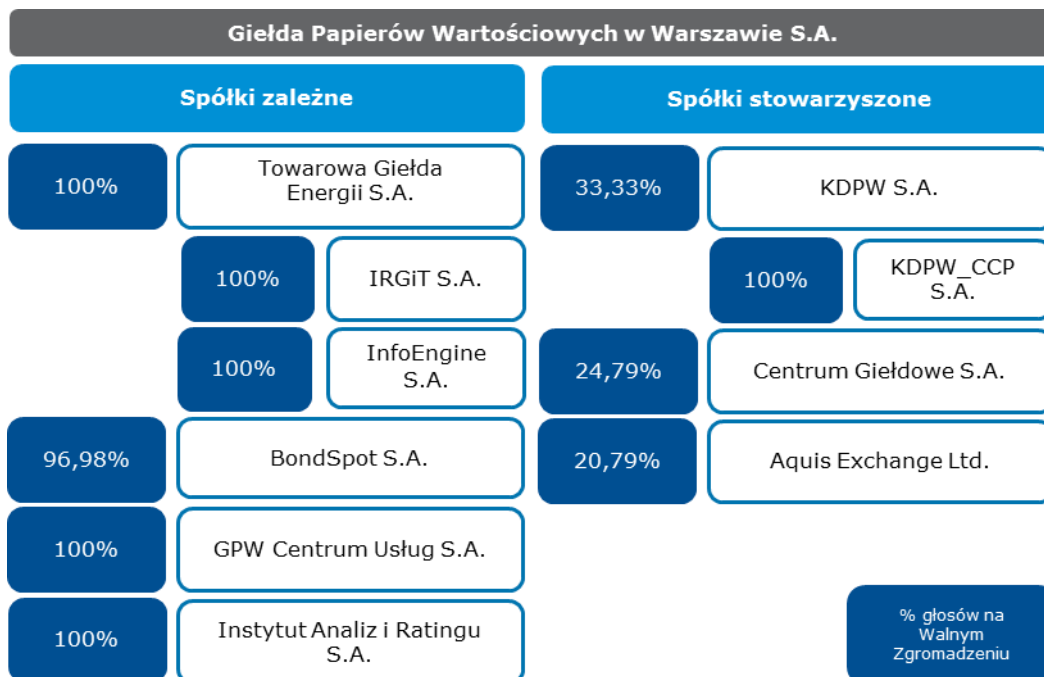 Giełda Papierów Wartościowych w Warszawie S.A.
Spółki zależne
100%
Towarowa Giełda
Energii S.A.
100%
IRGiT S.A.
100%
InfoEngine
S.A.
96,98%
BondSpot S.A.
100%
GPW Centrum Usług S.A.
100%
Instytut Analiz i Ratingu
S.A.
Spółki stowarzyszone
33,33%
KDPW S.A.
100%
KDPW_CCP
S.A.
24,79%
Centrum Giełdowe S.A.
20,79%
Aquis Exchange Ltd.
% głosów na
Walnym
Zgromadzeniu